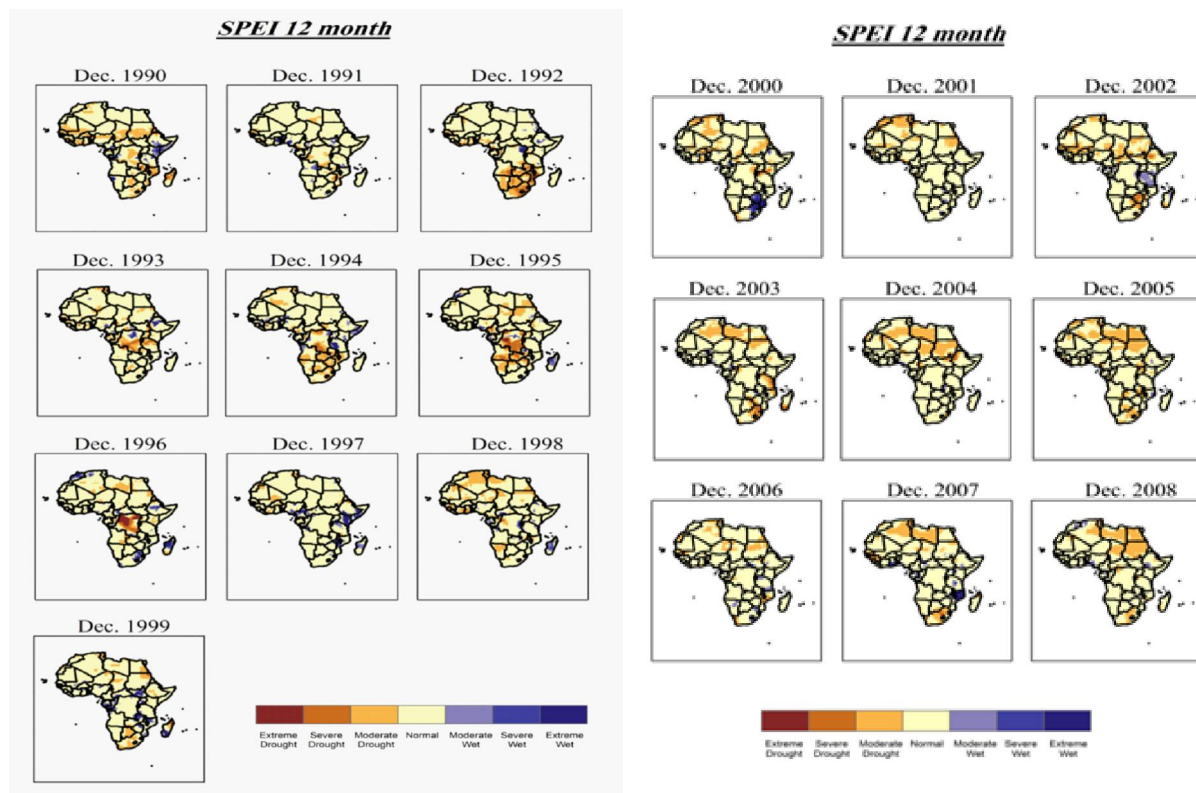 SPEI 12 month
Dec. 1990 Dec. 1991 Dec. 1992
Dec. 1993 Dec. 1994 Dec. 1995
Dec. 1996 Dec. 1997 Dec. 1998
Dec. 1999
Extreme Severe Moderate Normal Moderate Severe Extreme
Drought Drought Drought Wet Wet Wet
SPEI 12 month
Dec. 2000 Dec. 2001 Dec. 2002
Dec. 2003 Dec. 2004 Dec. 2005
Dec. 2006 Dec. 2007 Dec. 2008
Extreme Severe Moderate Normal Moderate Severe Extreme
Drought Drought Drought Wet Wet Wet